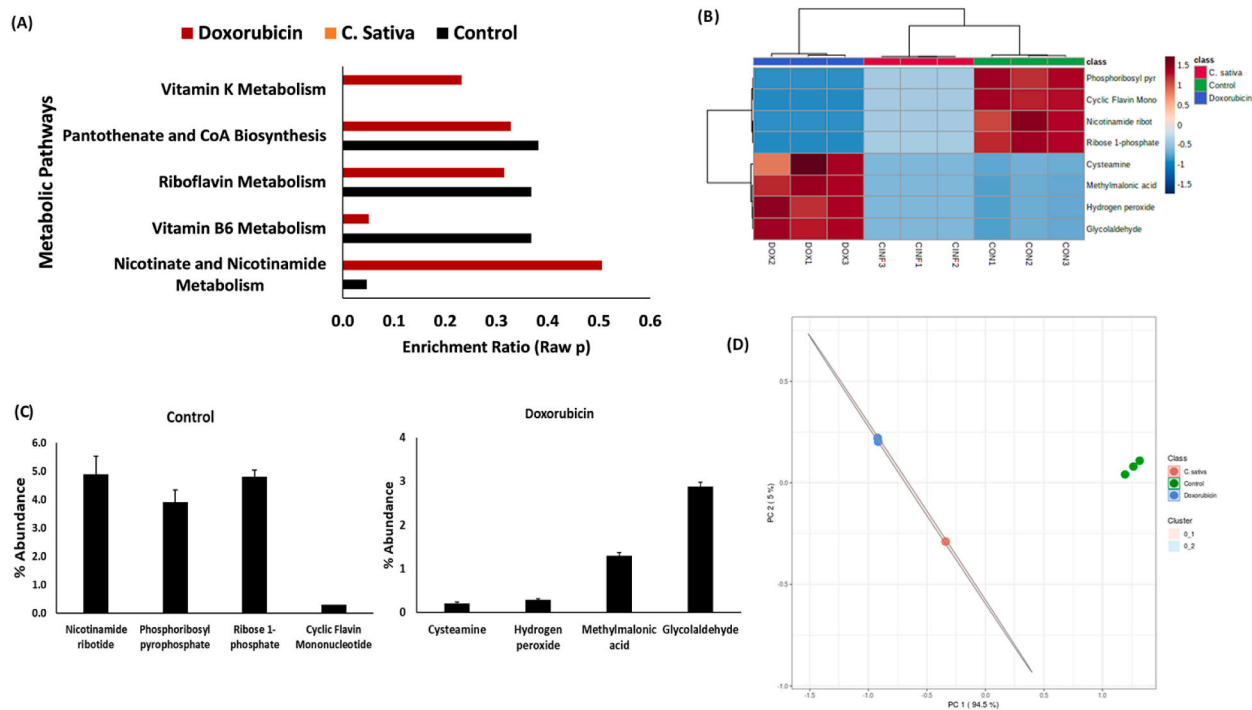 (A)
Doxorubicin C. Sativa Control
Metabolic Pathways
Vitamin K Metabolism
Pantothenate and CoA Biosynthesis
Riboflavin Metabolism
Vitamin B6 Metabolism
Nicotinate and Nicotinamide
Metabolism
0.0 0.1 0.2 0.3 0.4 0.5 0.6
Enrichment Ratio (Raw p)
(B)
class
Phosphoribosyl pyr
Cyclic Flavin Mono
Nicotinamide ribot
Ribose 1-phosphate
Cysteamine
Methylmalonic acid
Hydrogen peroxide
Glycolaldehyde
DOX2 DOX1 DOX3 CINF3 CINF1 CINF2 CON1 CON2 CON3
1.5
1
0.5
0
-0.5
-1
-1.5
class
C. sativa
Control
Doxorubicin
(C)
Control
% Abundance
6.0
5.0
4.0
3.0
2.0
1.0
0.0
Nicotinamide Phosphoribosyl Ribose 1- Cyclic Flavin
ribotide pyrophosphate phosphate Mononucleotide
Doxorubicin
% Abundance
4
3
2
1
0
Cysteamine Hydrogen Methylmalonic Glycolaldehyde
peroxide acid
(D)
PC 2 ( 5 %)
0.5
0.0
-0.5
-1.0
-1.5 -1.0 -0.5 0.0 0.5 1.0
PC 1 ( 94.5 %)
Class
C. sativa
Control
Doxorubicin
Cluster
0_1
0_2